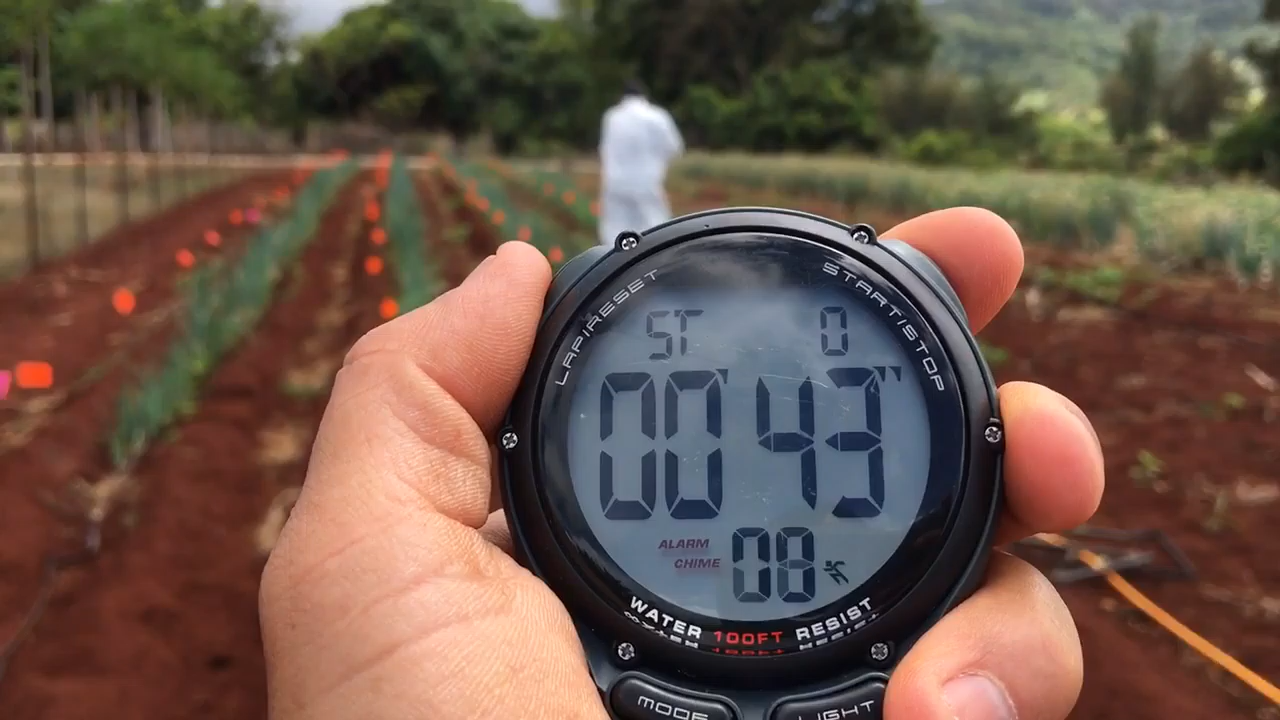 LAP/RESET
START/STOP
ST 0
00' 43"
ALARM
CHIME
08
WATER 100FT RESIST
MODE LIGHT